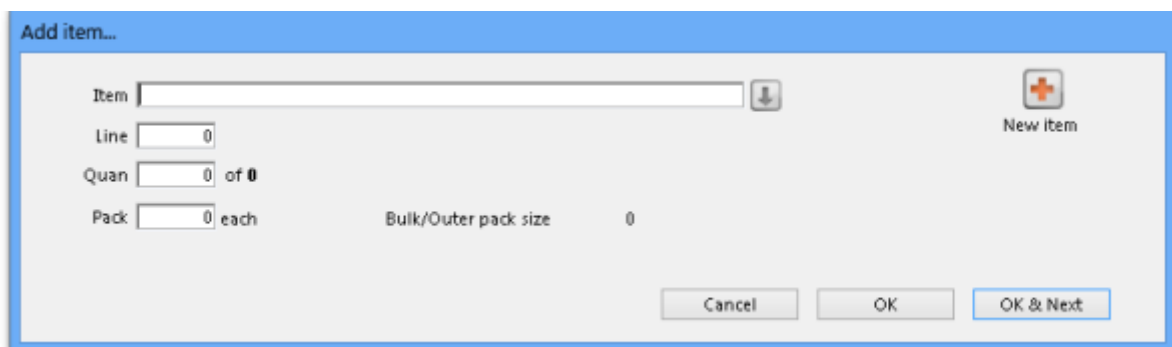 Add item...
Item
New item
Line 0
Quan 0 of 0
Pack 0 each Bulk/Outer pack size 0
Cancel OK OK & Next